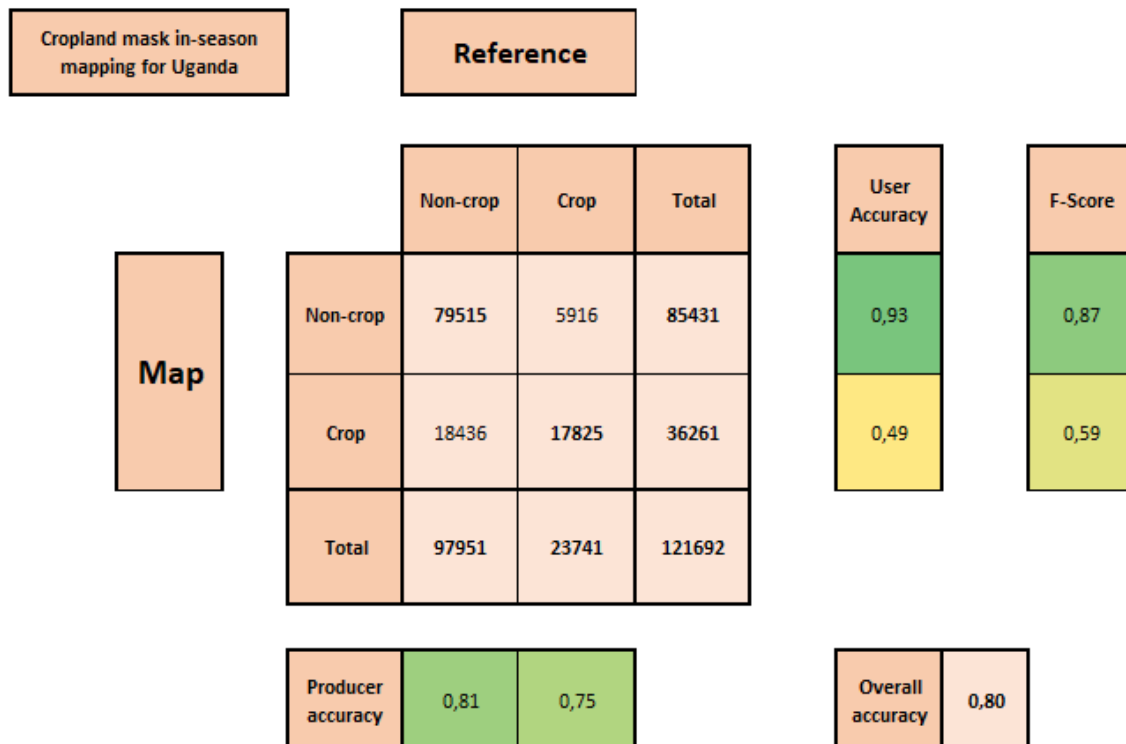 Cropland mask in-season
mapping for Uganda
Reference
Non-crop Crop Total
User
Accuracy
F-Score
Map
Non-crop 79515 5916 85431 0,93 0,87
Crop 18436 17825 36261 0,49 0,59
Total 97951 23741 121692
Producer
accuracy
0,81 0,75
Overall
accuracy
0,80